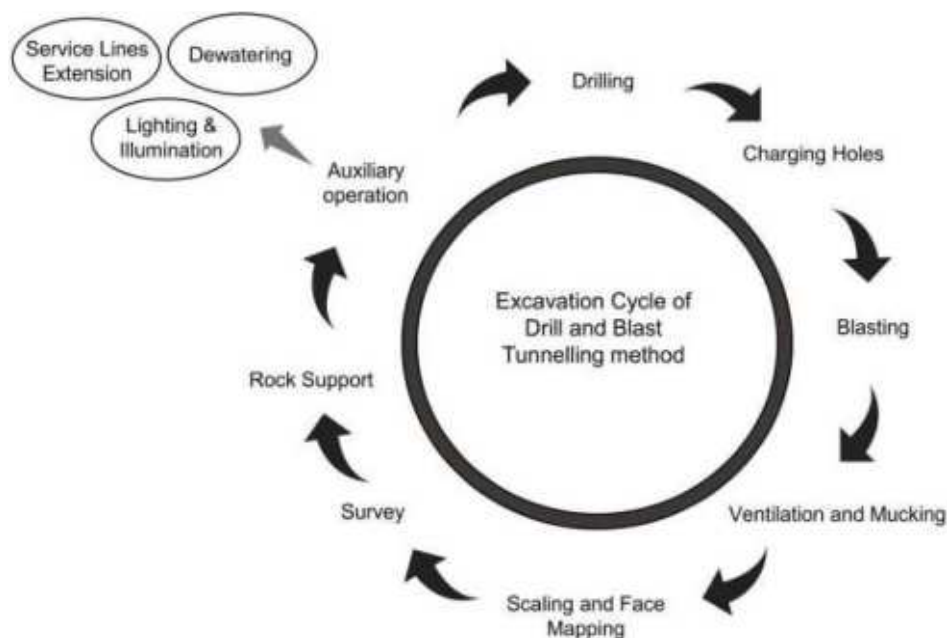 Service Lines
Extension
Dewatering
Lighting &
Illumination
Auxiliary
operation
Drilling
Charging Holes
Blasting
Ventilation and Mucking
Scaling and Face
Mapping
Survey
Rock Support
Excavation Cycle of
Drill and Blast
Tunnelling method